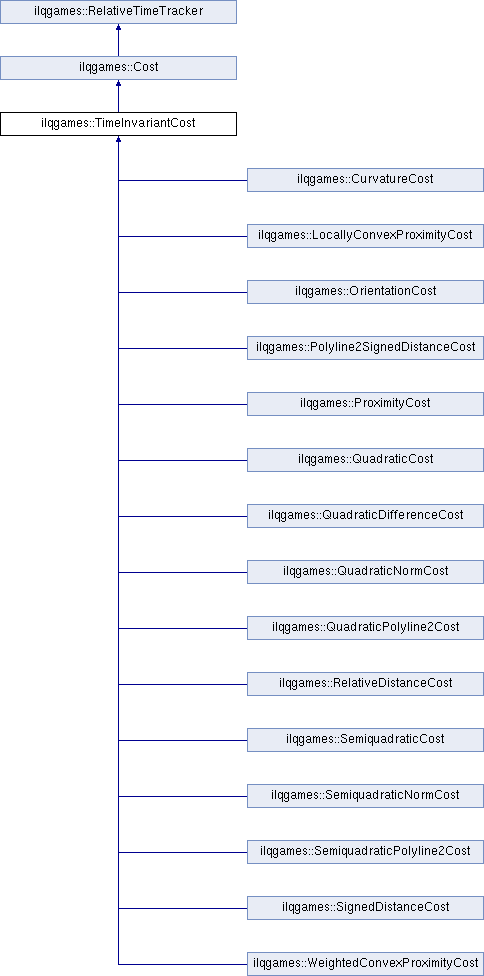 ilqgames::RelativeTimeTracker
ilqgames::Cost
ilqgames::TimeInvariantCost
ilqgames::CurvatureCost
ilqgames::LocallyConvexProximityCost
ilqgames::OrientationCost
ilqgames::Polyline2SignedDistanceCost
ilqgames::ProximityCost
ilqgames::QuadraticCost
ilqgames::QuadraticDifferenceCost
ilqgames::QuadraticNormCost
ilqgames::QuadraticPolyline2Cost
ilqgames::RelativeDistanceCost
ilqgames::SemiquadraticCost
ilqgames::SemiquadraticNormCost
ilqgames::SemiquadraticPolyline2Cost
ilqgames::SignedDistanceCost
ilqgames::WeightedConvexProximityCost